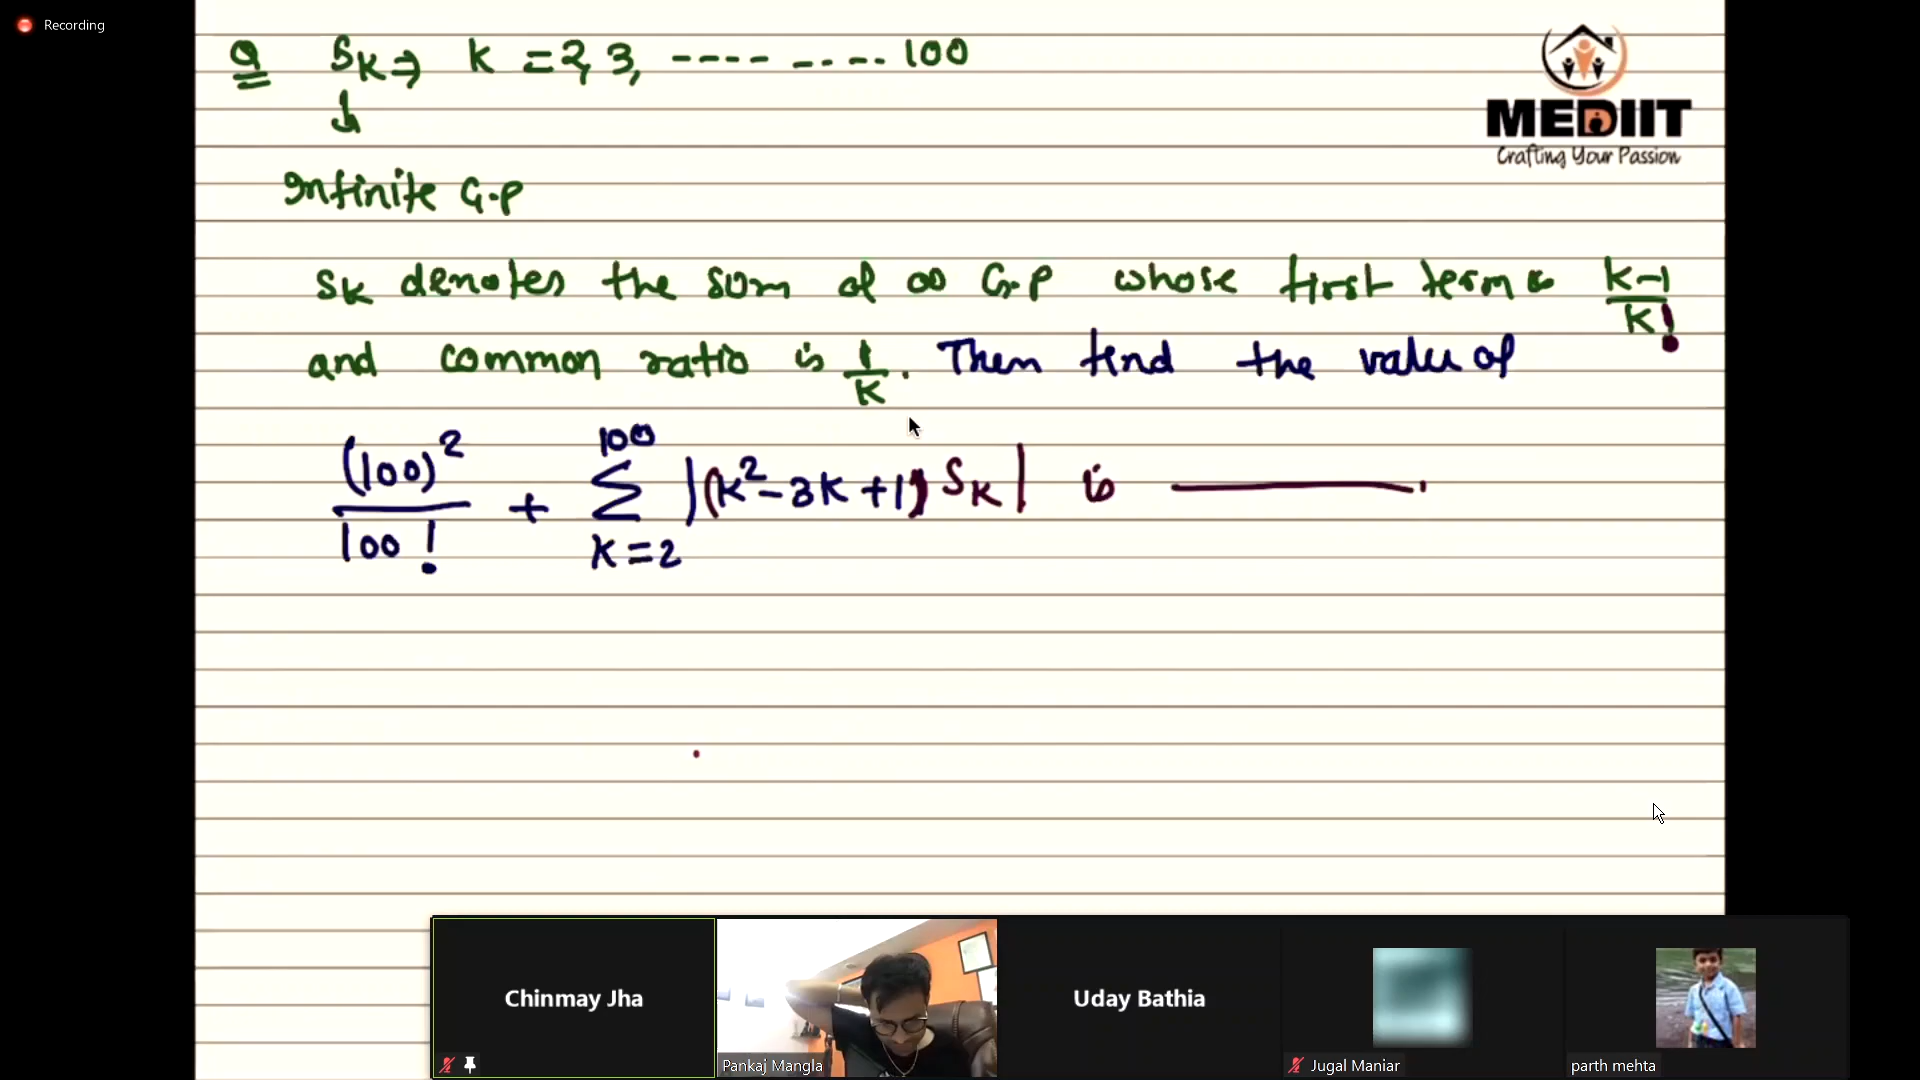 Recording
Q SK ⇒ K = 2, 3, ---- ---- 100
↓
Infinite G.P
SK denotes the sum of ∞ G.P whose first term is K-1/K!
and common ratio is 1/K. Then find the value of
(100)²/100! + Σ_{K=2}^{100} |(K²-3K+1) SK| is ________.
MEDIIT
Crafting Your Passion
Chinmay Jha
Pankaj Mangla
Uday Bathia
Jugal Maniar
parth mehta